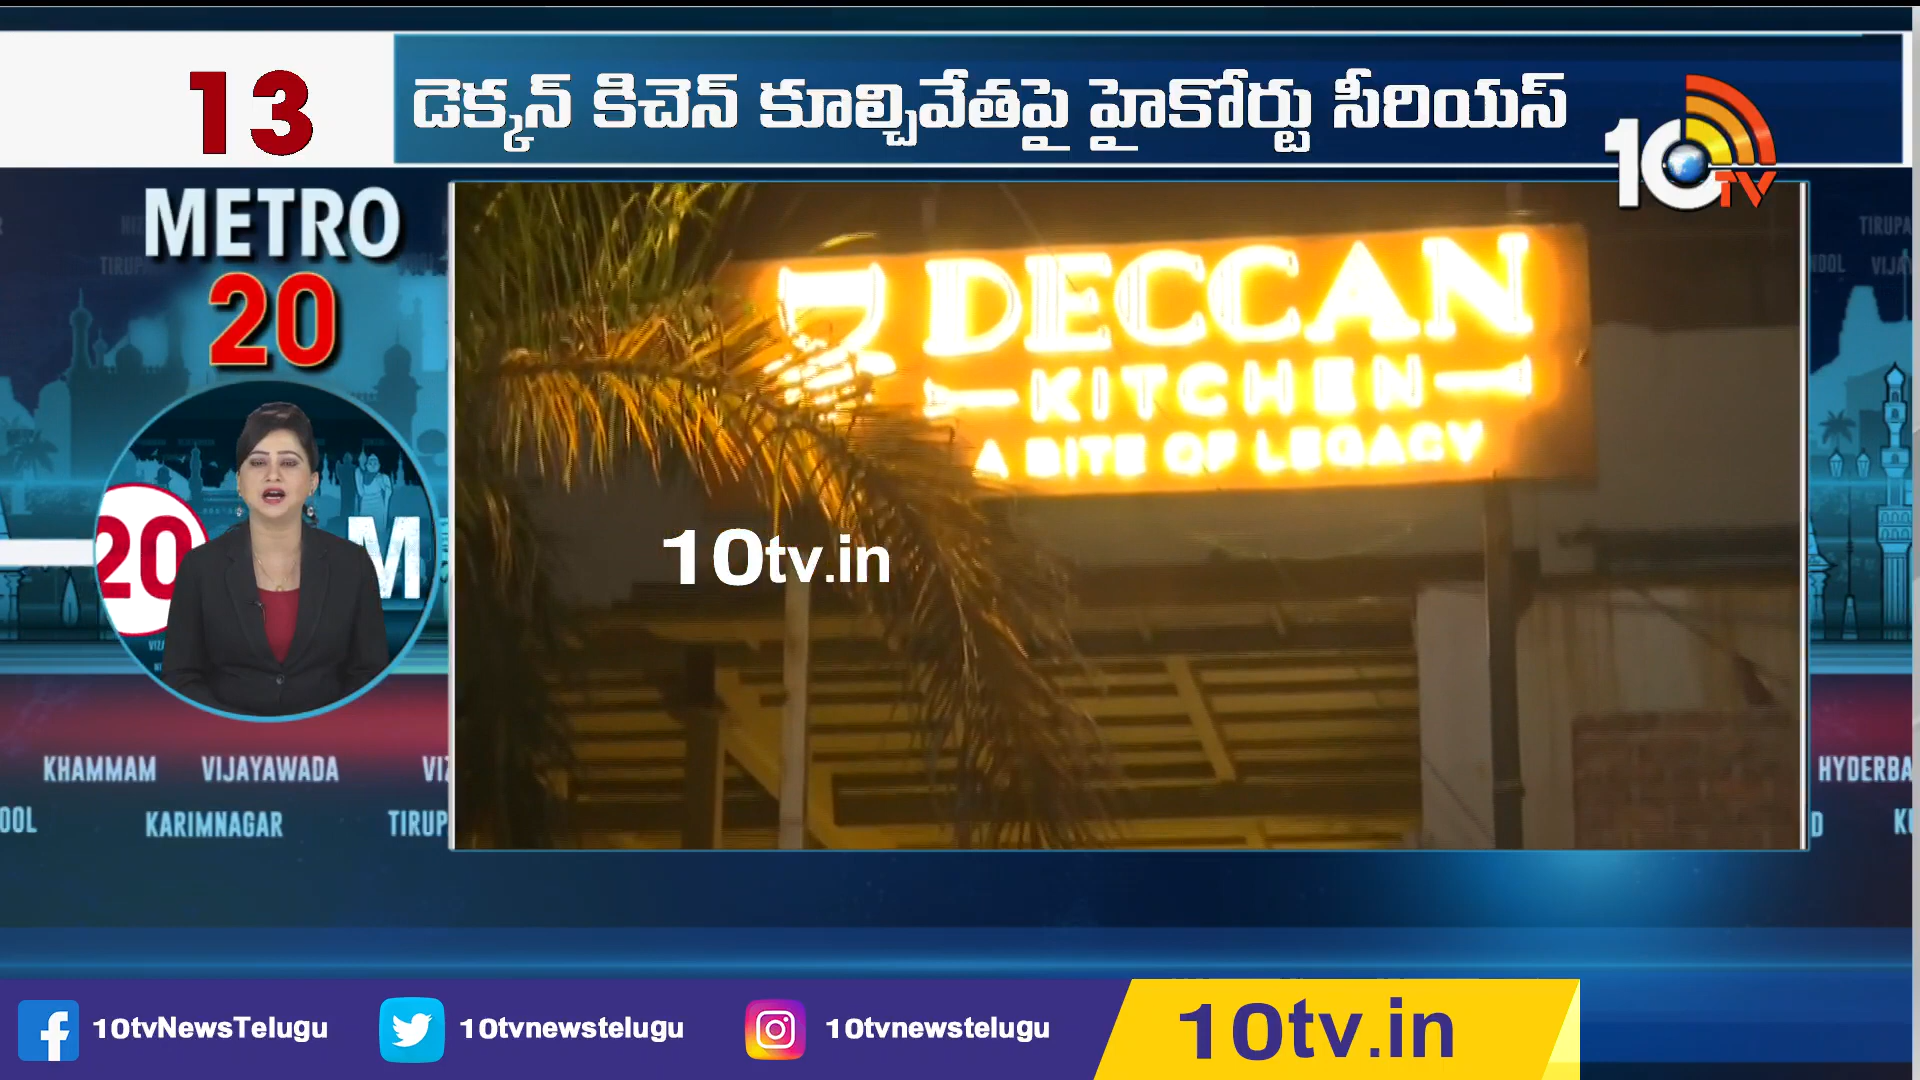 13
డెక్కన్ కిచెన్ కూల్చివేతపై హైకోర్టు సీరియస్
10TV
METRO
20
DECCAN
KITCHEN
A BITE OF LEGACY
10tv.in
20
M
KHAMMAM VIJAYAWADA
KARIMNAGAR
10tvNewsTelugu
10tvnewstelugu
10tvnewstelugu
10tv.in